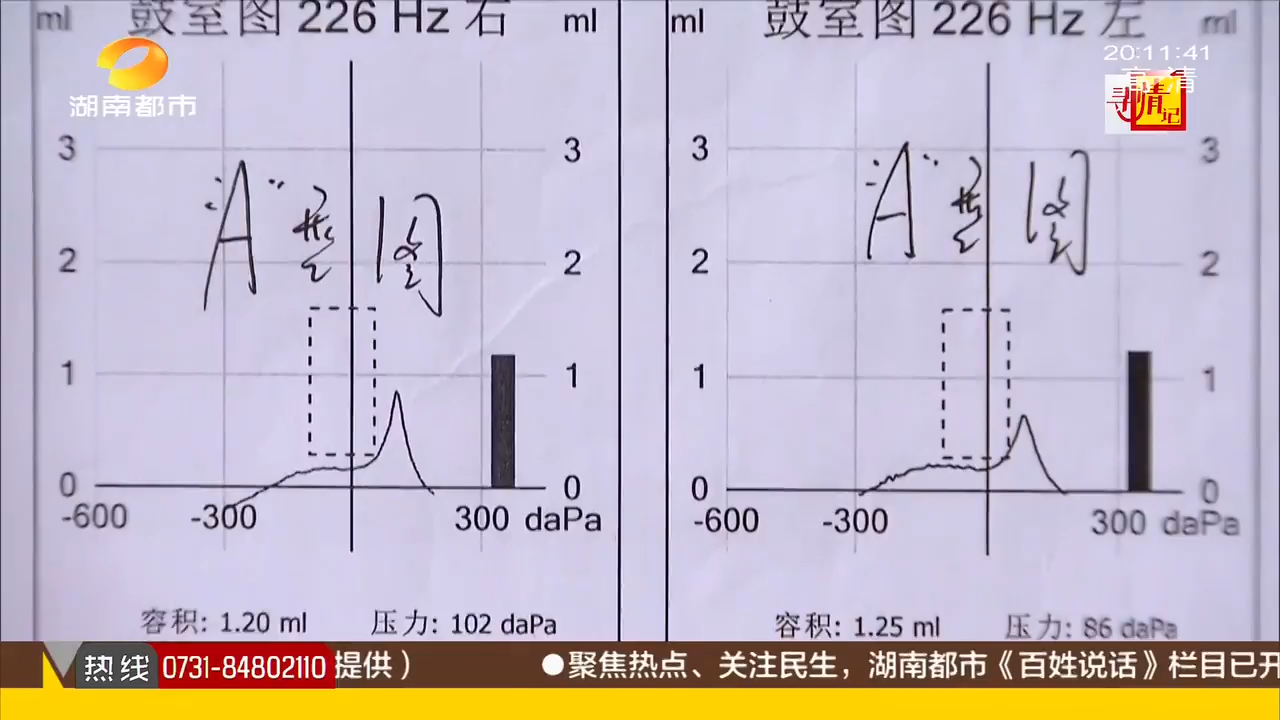 ml 鼓室图 226 Hz 右 ml
ml 鼓室图 226 Hz 左 ml
湖南都市
20:11:41
高清
寻情记
3 3
2 2
1 1
0 0
-600 -300 300 daPa
"A"型图
容积: 1.20 ml 压力: 102 daPa
3 3
2 2
1 1
0 0
-600 -300 300 daPa
"A"型图
容积: 1.25 ml 压力: 86 daPa
热线 0731-84802110 提供） ●聚焦热点、关注民生，湖南都市《百姓说话》栏目已开